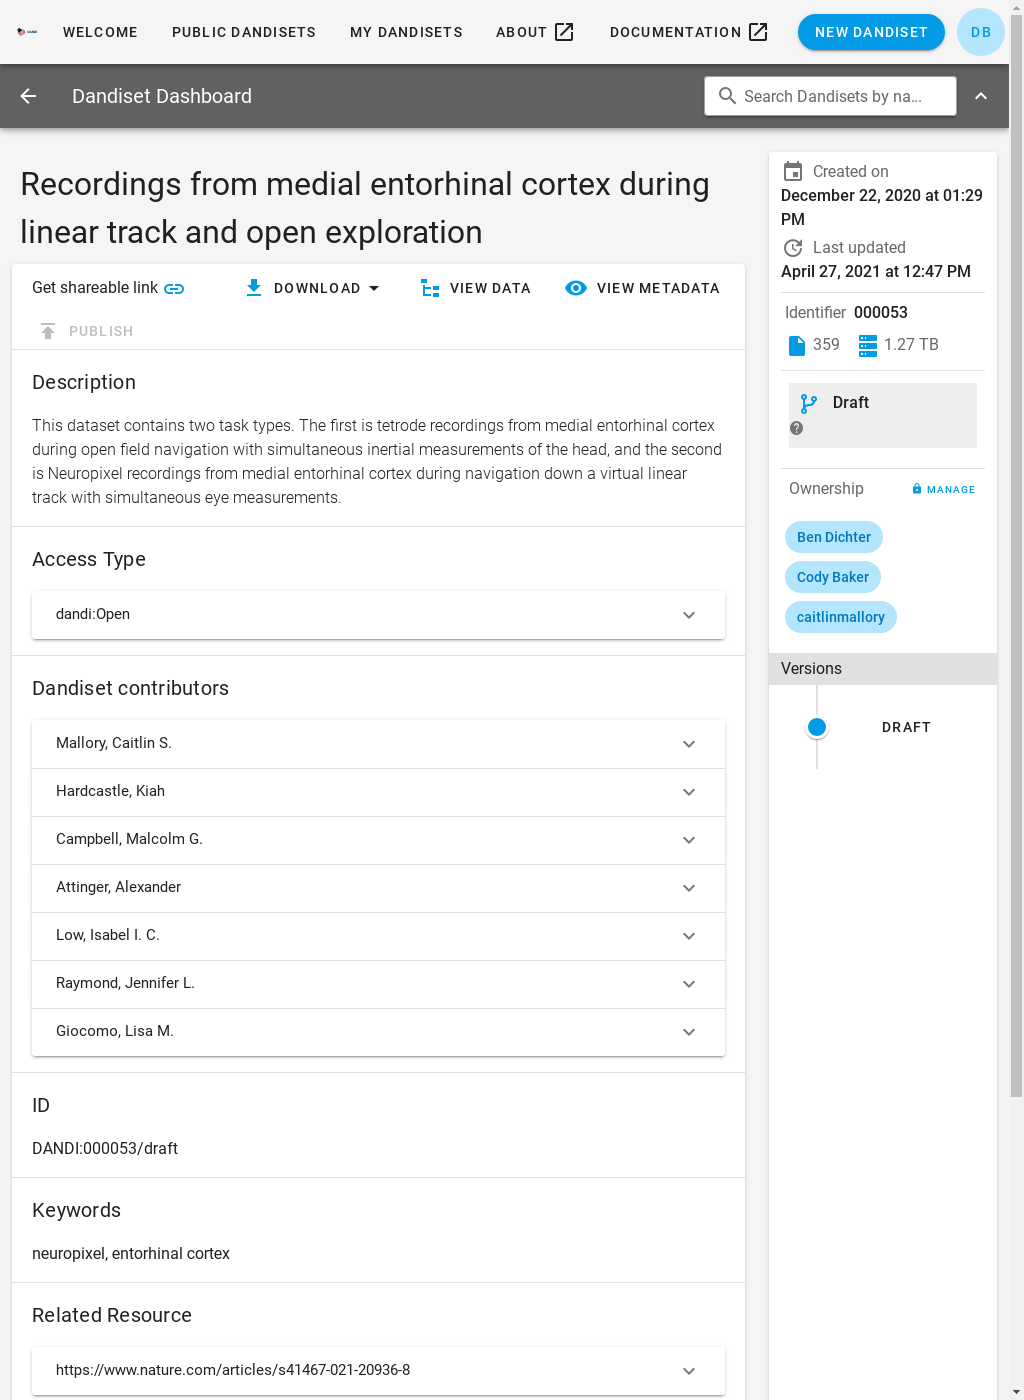 WELCOME PUBLIC DANDISETS MY DANDISETS ABOUT DOCUMENTATION NEW DANDISET DB
Dandiset Dashboard
Search Dandisets by na...
Recordings from medial entorhinal cortex during
linear track and open exploration
Get shareable link DOWNLOAD VIEW DATA VIEW METADATA
PUBLISH
Description
This dataset contains two task types. The first is tetrode recordings from medial entorhinal cortex
during open field navigation with simultaneous inertial measurements of the head, and the second
is Neuropixel recordings from medial entorhinal cortex during navigation down a virtual linear
track with simultaneous eye measurements.
Access Type
dandi:Open
Dandiset contributors
Mallory, Caitlin S.
Hardcastle, Kiah
Campbell, Malcolm G.
Attinger, Alexander
Low, Isabel I. C.
Raymond, Jennifer L.
Giocomo, Lisa M.
ID
DANDI:000053/draft
Keywords
neuropixel, entorhinal cortex
Related Resource
https://www.nature.com/articles/s41467-021-20936-8
Created on
December 22, 2020 at 01:29
PM
Last updated
April 27, 2021 at 12:47 PM
Identifier 000053
359 1.27 TB
Draft
Ownership MANAGE
Ben Dichter
Cody Baker
caitlinmallory
Versions
DRAFT